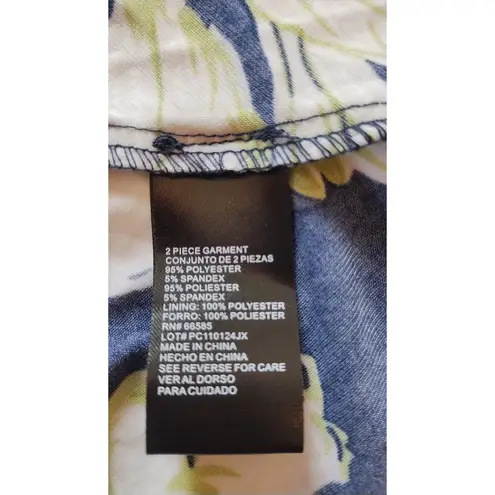 2 PIECE GARMENT
CONJUNTO DE 2 PIEZAS
95% POLYESTER
5% SPANDEX
95% POLIESTER
5% SPANDEX
LINING: 100% POLYESTER
FORRO: 100% POLIESTER
RN# 66585
LOT# PC110124JX
MADE IN CHINA
HECHO EN CHINA
SEE REVERSE FOR CARE
VER AL DORSO
PARA CUIDADO